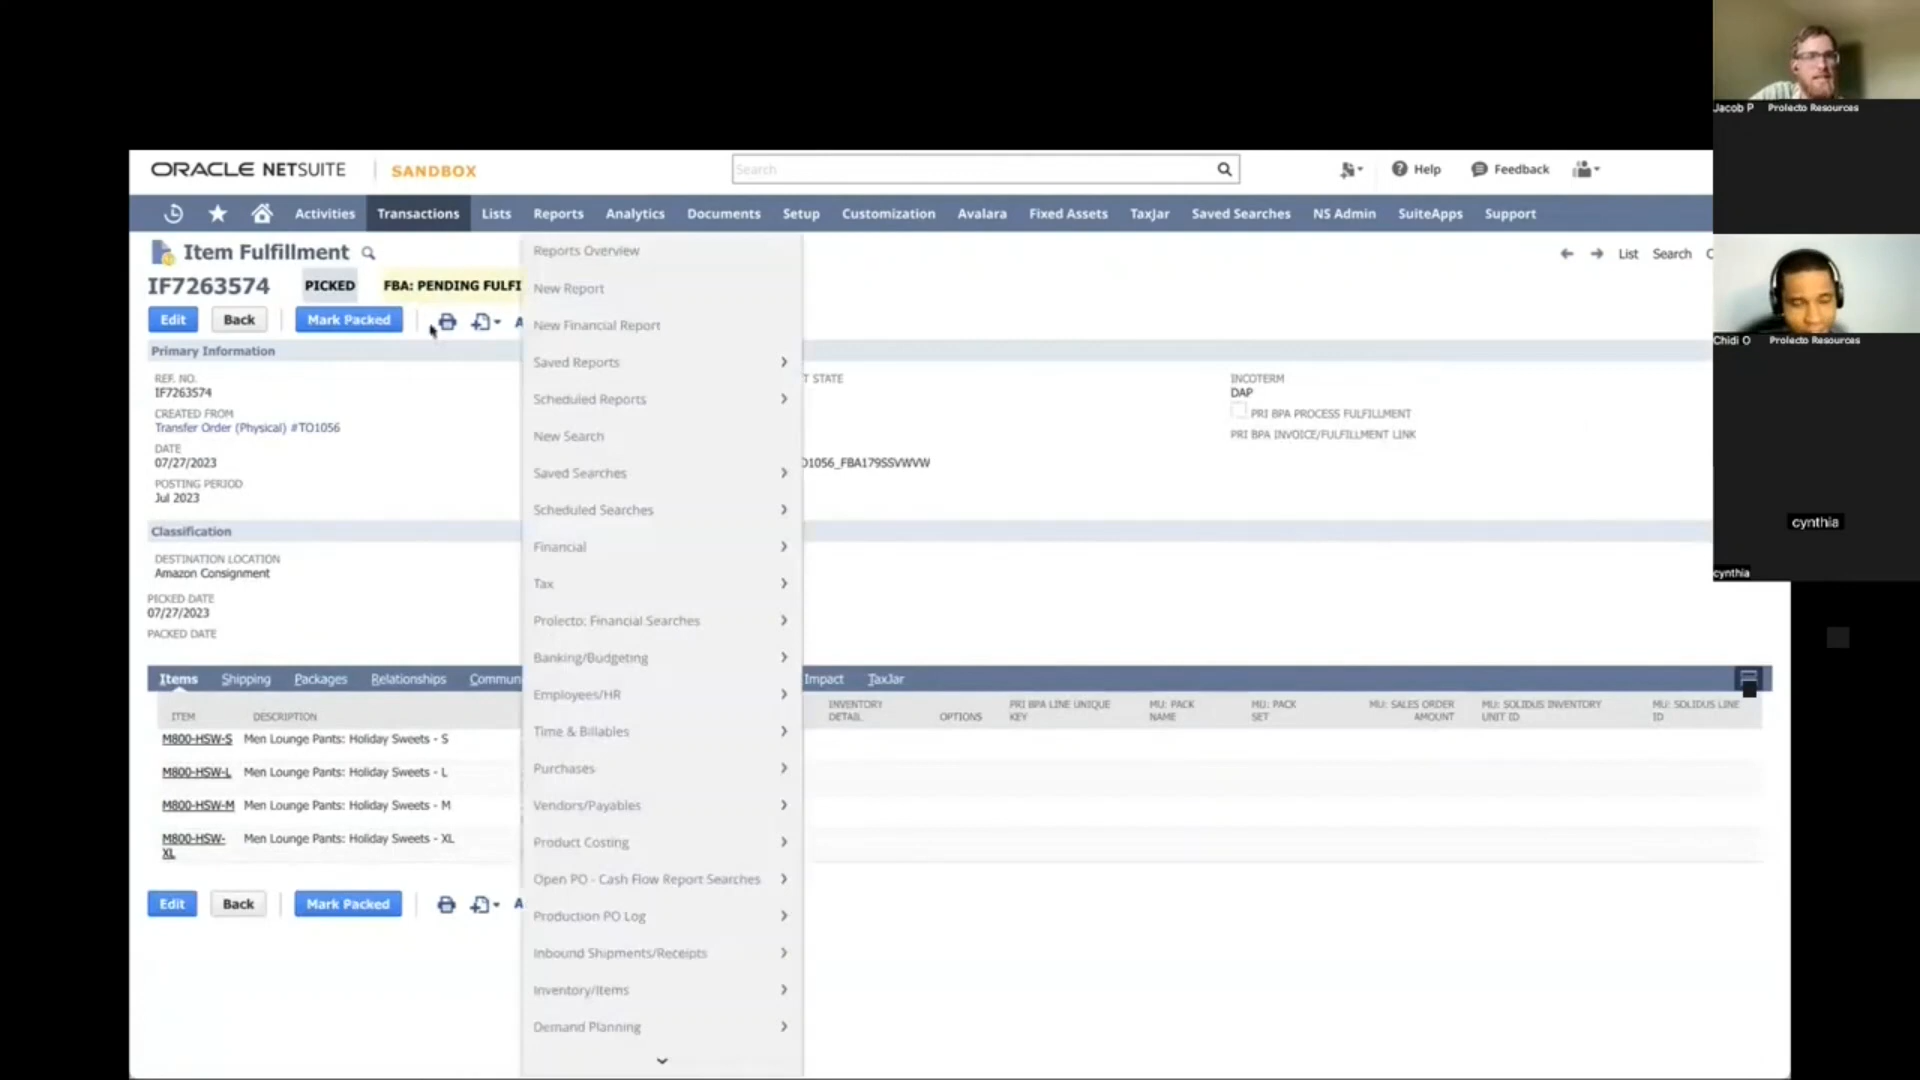 ORACLE NETSUITE SANDBOX
Search
Help
Feedback
Activities Transactions Lists Reports Analytics Documents Setup Customization Avalara Fixed Assets TaxJar Saved Searches NS Admin SuiteApps Support
Item Fulfillment
List Search
IF7263574 PICKED FBA: PENDING FULFI
Edit Back Mark Packed
Primary Information
REF. NO.
IF7263574
CREATED FROM
Transfer Order (Physical) #TO1056
DATE
07/27/2023
POSTING PERIOD
Jul 2023
T STATE
O1056_FBA179SSVWVW
INCOTERM
DAP
PRI BPA PROCESS FULFILLMENT
PRI BPA INVOICE/FULFILLMENT LINK
Classification
DESTINATION LOCATION
Amazon Consignment
PICKED DATE
07/27/2023
PACKED DATE
Reports Overview
New Report
New Financial Report
Saved Reports
Scheduled Reports
New Search
Saved Searches
Scheduled Searches
Financial
Tax
Prolecto: Financial Searches
Banking/Budgeting
Employees/HR
Time & Billables
Purchases
Vendors/Payables
Product Costing
Open PO - Cash Flow Report Searches
Production PO Log
Inbound Shipments/Receipts
Inventory/Items
Demand Planning
Items Shipping Packages Relationships Commun Impact TaxJar
ITEM DESCRIPTION
INVENTORY DETAIL
OPTIONS
PRI BPA LINE UNIQUE KEY
MU: PACK NAME
MU: PACK SET
MU: SALES ORDER AMOUNT
MU: SOLIDUS INVENTORY UNIT ID
MU: SOLIDUS LINE ID
M800-HSW-S Men Lounge Pants: Holiday Sweets - S
M800-HSW-L Men Lounge Pants: Holiday Sweets - L
M800-HSW-M Men Lounge Pants: Holiday Sweets - M
M800-HSW-XL Men Lounge Pants: Holiday Sweets - XL
Edit Back Mark Packed
Jacob P Prolecto Resources
Chidi O Prolecto Resources
cynthia
cynthia